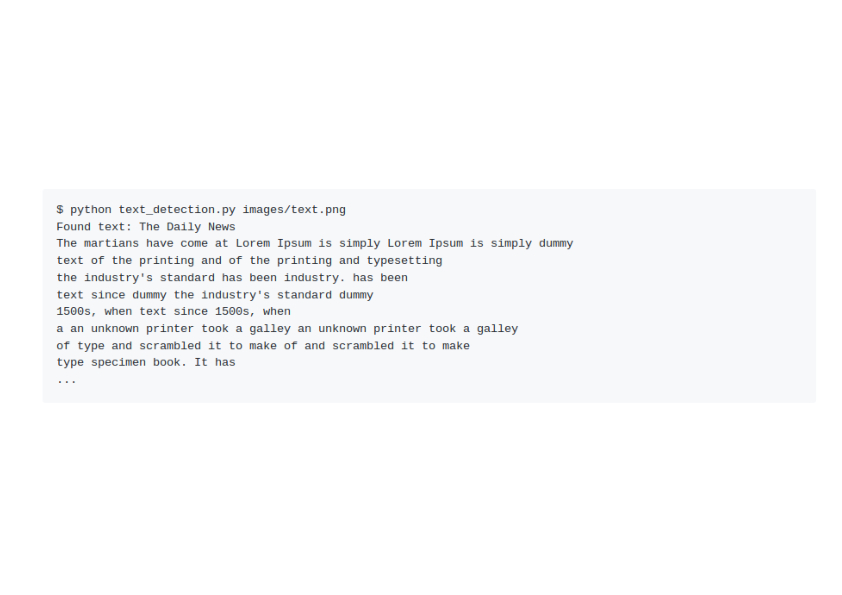 $ python text_detection.py images/text.png
Found text: The Daily News
The martians have come at Lorem Ipsum is simply Lorem Ipsum is simply dummy
text of the printing and of the printing and typesetting
the industry's standard has been industry. has been
text since dummy the industry's standard dummy
1500s, when text since 1500s, when
a an unknown printer took a galley an unknown printer took a galley
of type and scrambled it to make of and scrambled it to make
type specimen book. It has
...